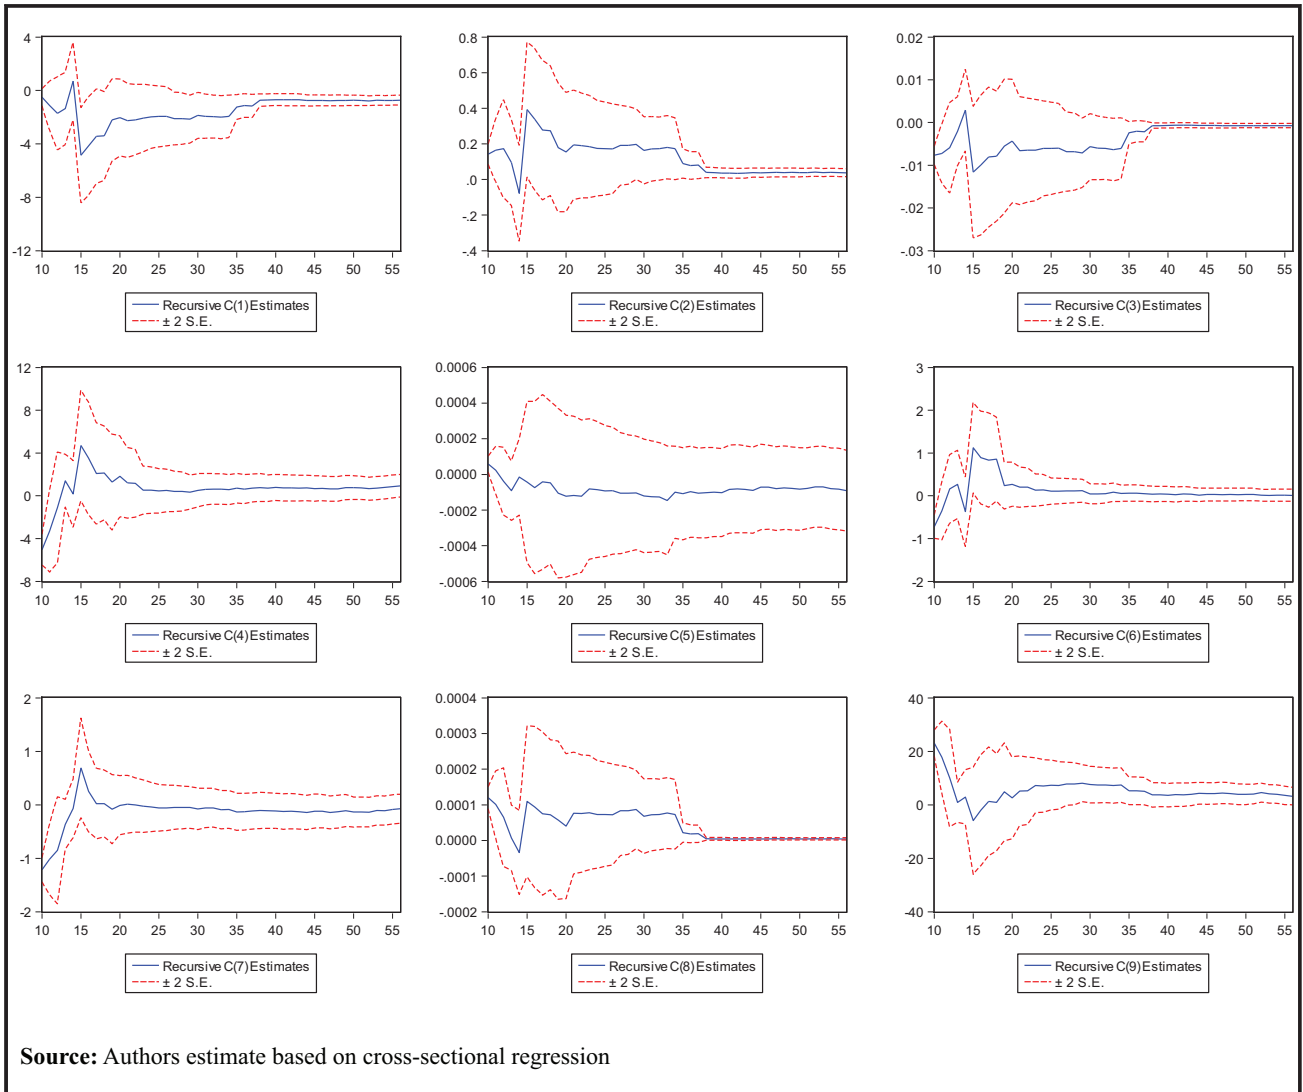 4
0
-4
-8
-12
10 15 20 25 30 35 40 45 50 55
Recursive C(1) Estimates
± 2 S.E.
0.8
0.6
0.4
0.2
.0
-.2
-.4
10 15 20 25 30 35 40 45 50 55
Recursive C(2) Estimates
± 2 S.E.
0.02
0.01
0.00
-.01
-.02
-.03
10 15 20 25 30 35 40 45 50 55
Recursive C(3) Estimates
± 2 S.E.
12
8
4
0
-4
-8
10 15 20 25 30 35 40 45 50 55
Recursive C(4) Estimates
± 2 S.E.
0.0006
0.0004
0.0002
0.0000
-.0002
-.0004
-.0006
10 15 20 25 30 35 40 45 50 55
Recursive C(5) Estimates
± 2 S.E.
3
2
1
0
-1
-2
10 15 20 25 30 35 40 45 50 55
Recursive C(6) Estimates
± 2 S.E.
2
1
0
-1
-2
10 15 20 25 30 35 40 45 50 55
Recursive C(7) Estimates
± 2 S.E.
0.0004
0.0003
0.0002
0.0001
0.0000
-.0001
-.0002
10 15 20 25 30 35 40 45 50 55
Recursive C(8) Estimates
± 2 S.E.
40
20
0
-20
-40
10 15 20 25 30 35 40 45 50 55
Recursive C(9) Estimates
± 2 S.E.
Source: Authors estimate based on cross-sectional regression